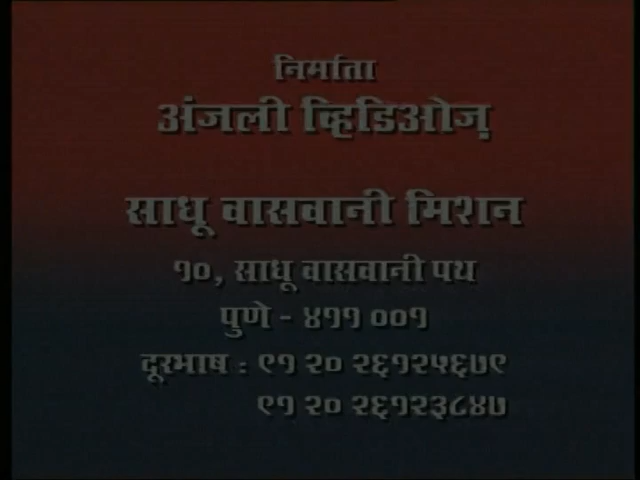 निर्माता
अंजली व्हिडिओज़
साधू वासवानी मिशन
१०, साधू वासवानी पथ
पुणे - ४११ ००१
दूरभाष : ९१ २० २६१२५६७९
९१ २० २६१२३८४७